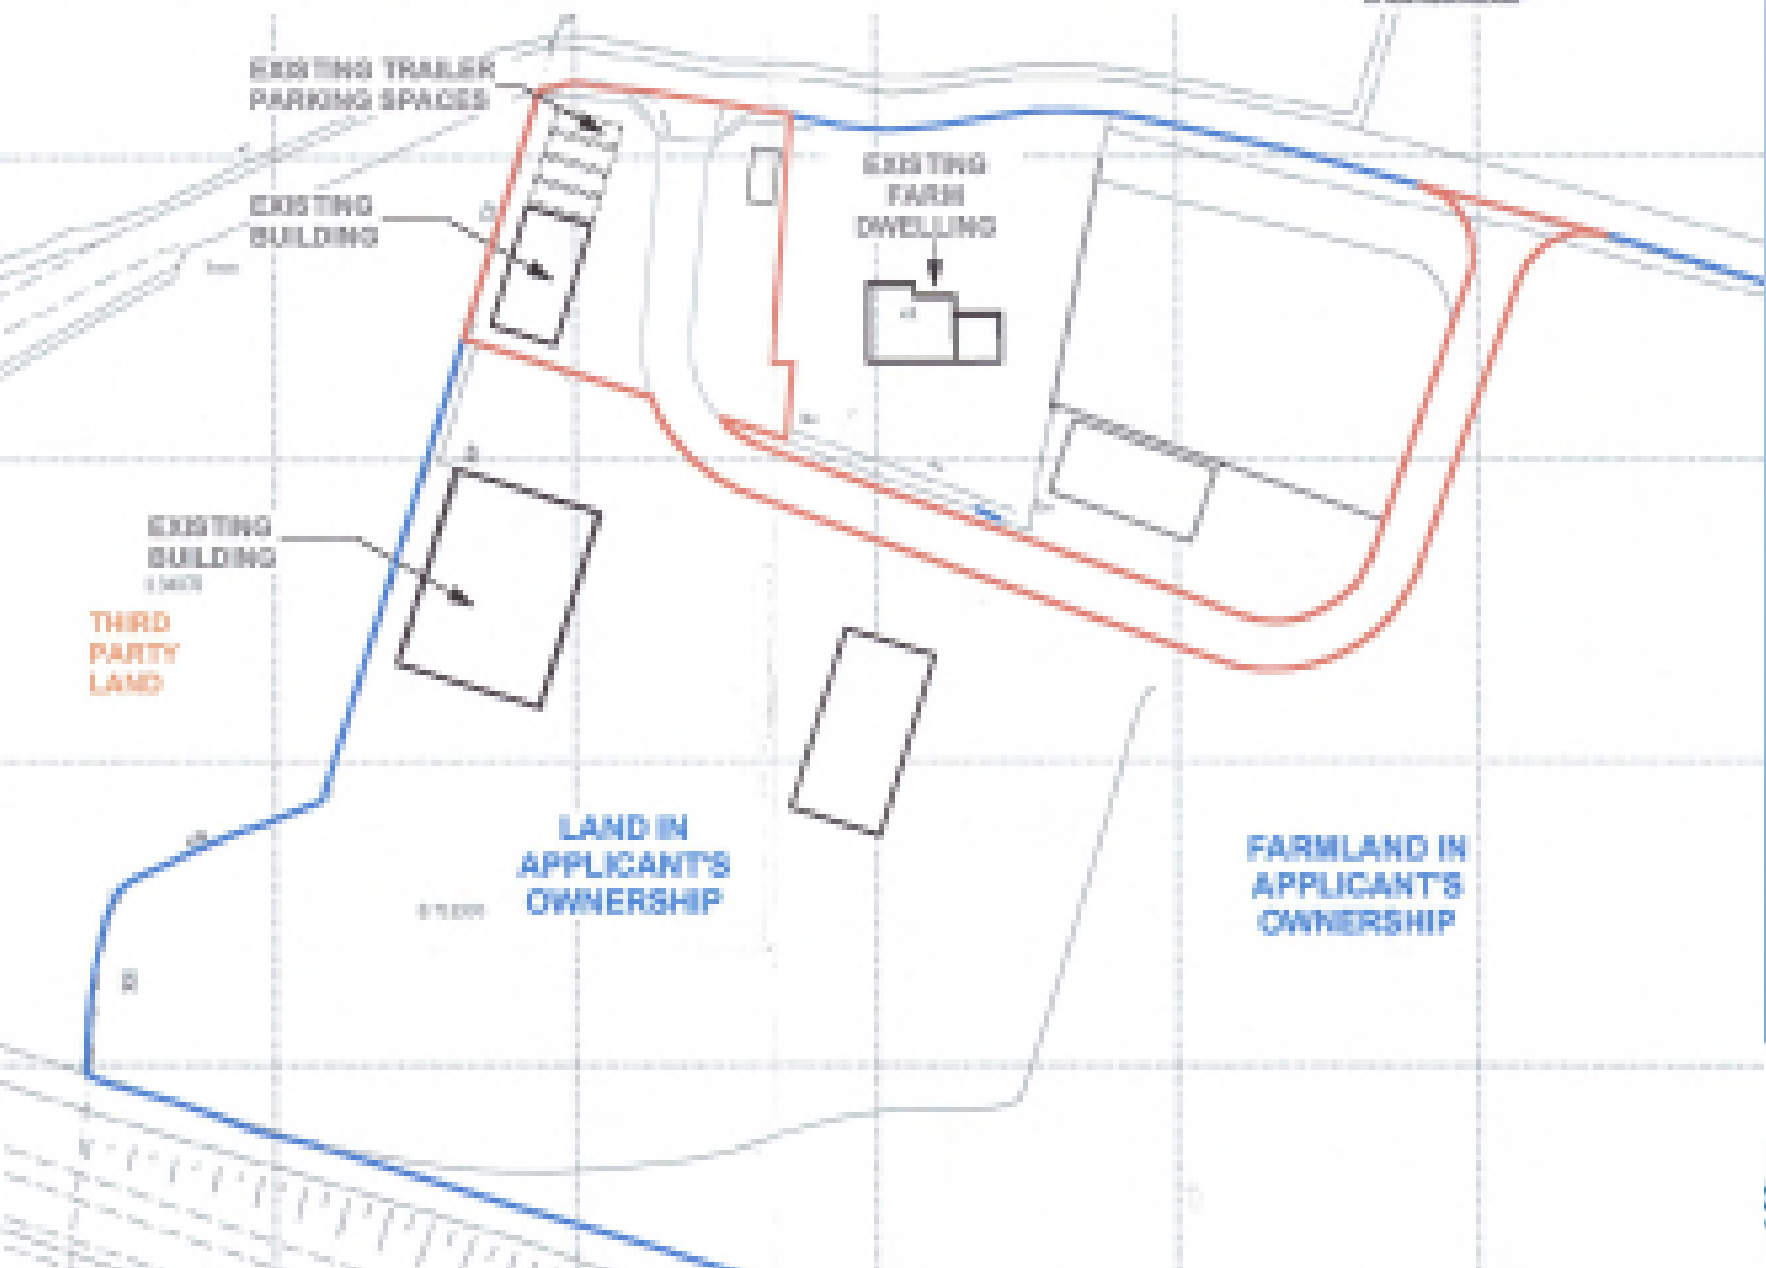 EXISTING TRAILER
PARKING SPACES
EXISTING
BUILDING
EXISTING
FARM
DWELLING
EXISTING
BUILDING
THIRD
PARTY
LAND
LAND IN
APPLICANT'S
OWNERSHIP
FARMLAND IN
APPLICANT'S
OWNERSHIP